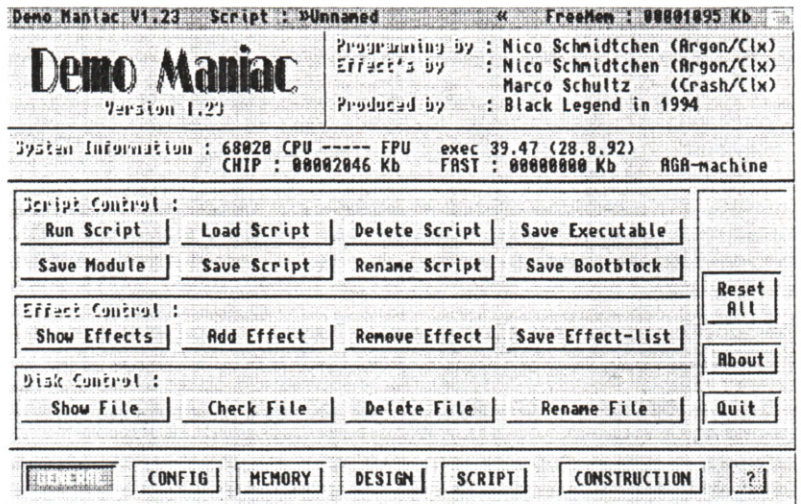 Demo Maniac V1.23 Script : »Unnamed « FreeMem : 00001895 Kb
Demo Maniac
Version 1.23
Programming by : Nico Schmidtchen (Argon/Clx)
Effect's by : Nico Schmidtchen (Argon/Clx)
Marco Schultz (Crash/Clx)
Produced by : Black Legend in 1994
System Information : 68020 CPU ----- FPU exec 39.47 (28.8.92)
CHIP : 00002046 Kb FAST : 00000000 Kb AGA-machine
Script Control :
Run Script Load Script Delete Script Save Executable
Save Module Save Script Rename Script Save Bootblock
Effect Control :
Show Effects Add Effect Remove Effect Save Effect-list
Disk Control :
Show File Check File Delete File Rename File
Reset
All
About
Quit
GENERAL CONFIG MEMORY DESIGN SCRIPT CONSTRUCTION ?